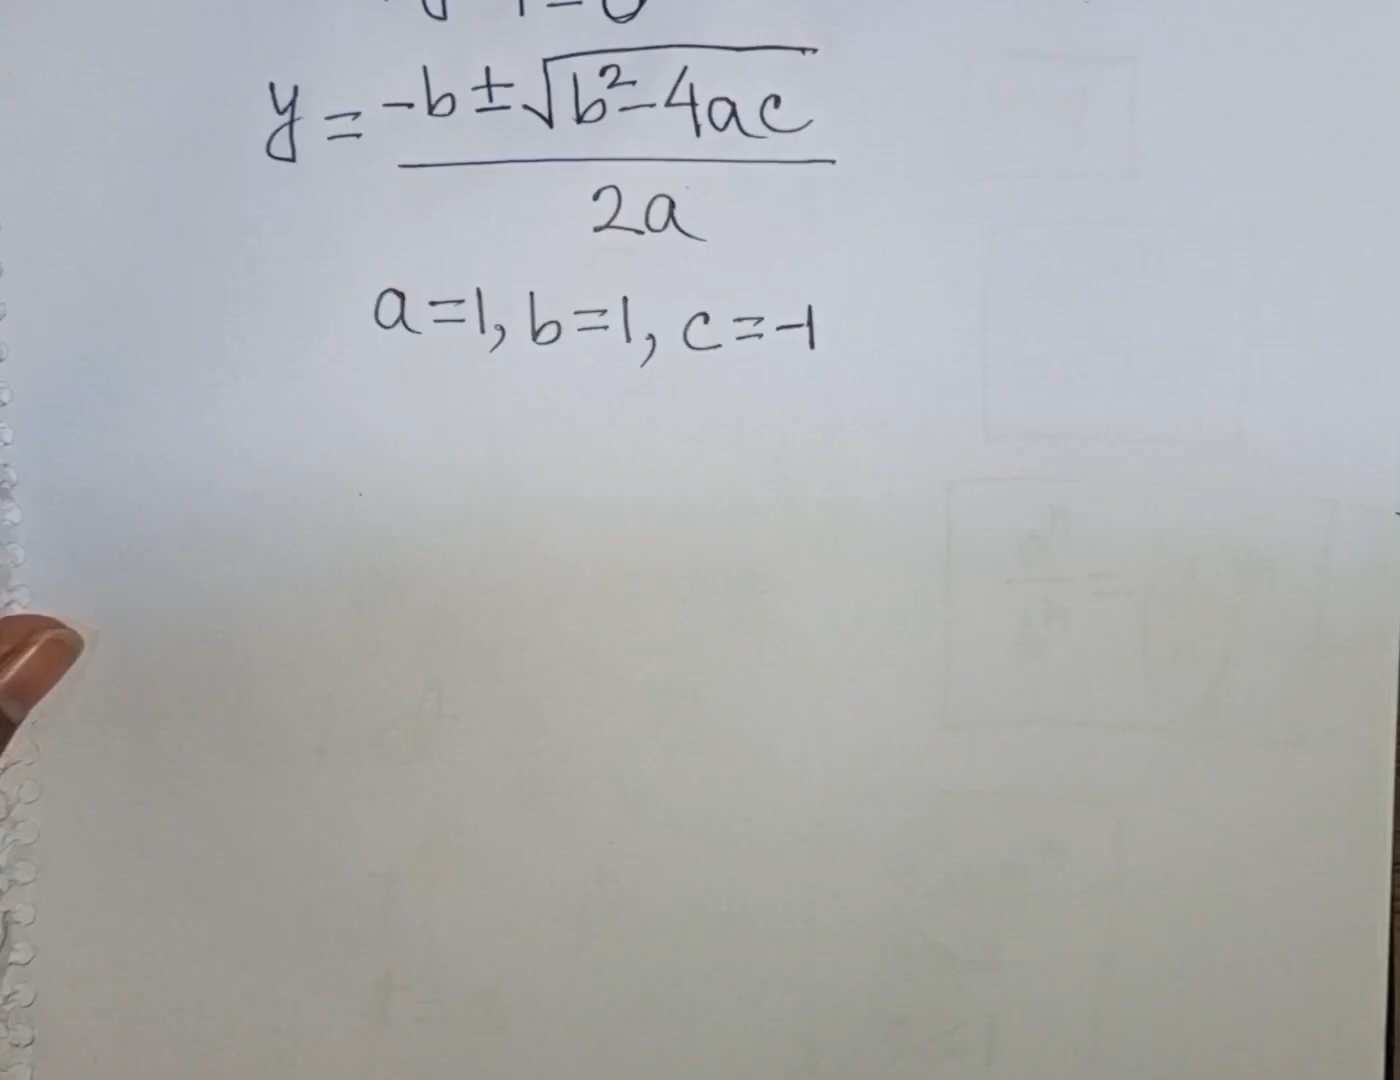 y = -b ± √b² - 4ac
2a
a = 1, b = 1, c = -1